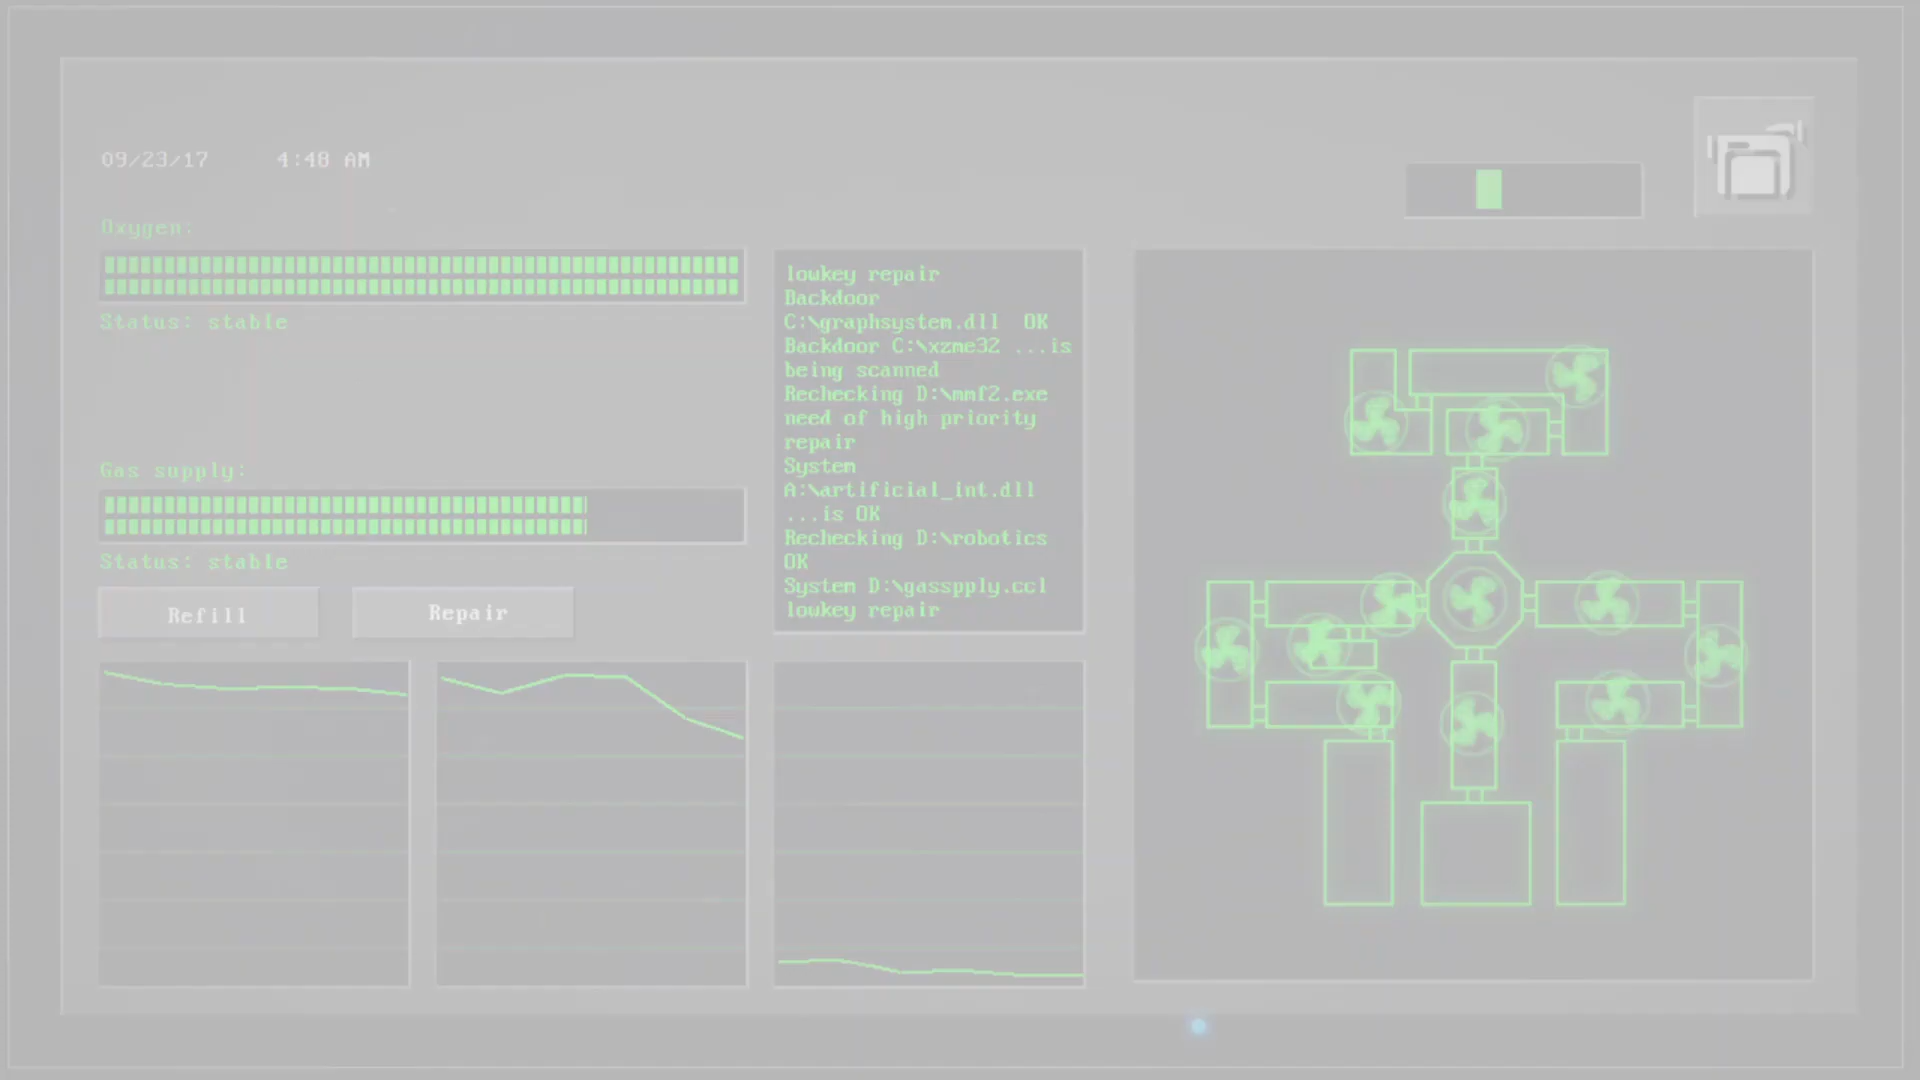 09/23/17 4:48 AM
Oxygen:
Status: stable
Gas supply:
Status: stable
Refill Repair
lowkey repair
Backdoor
C:\graphsystem.dll OK
Backdoor C:\xzme32 ...is
being scanned
Rechecking D:\mmf2.exe
need of high priority
repair
System
A:\artificial_int.dll
...is OK
Rechecking D:\robotics
OK
System D:\gasspply.ccl
lowkey repair